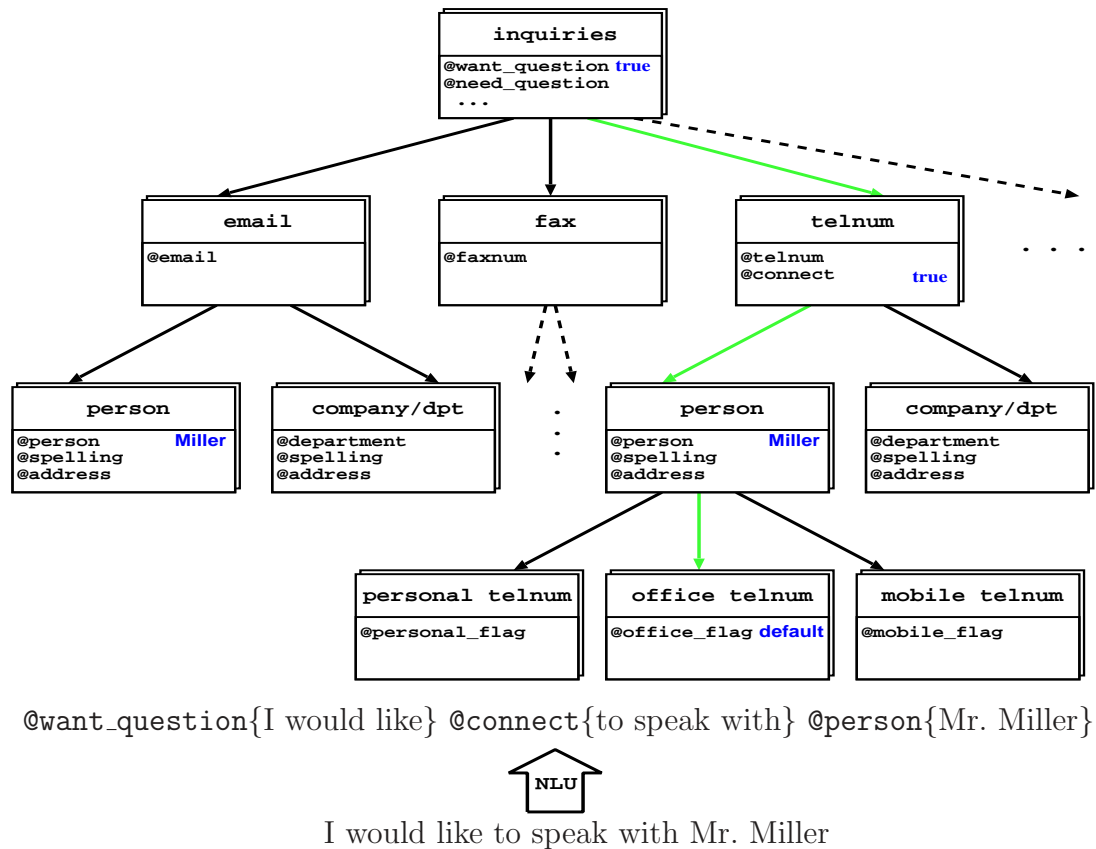 inquiries
@want_question true
@need_question
...
email
@email
fax
@faxnum
telnum
@telnum
@connect true
. . .
person
@person Miller
@spelling
@address
company/dpt
@department
@spelling
@address
person
@person Miller
@spelling
@address
company/dpt
@department
@spelling
@address
personal telnum
@personal_flag
office telnum
@office_flag default
mobile telnum
@mobile_flag
@want_question{I would like} @connect{to speak with} @person{Mr. Miller}
NLU
I would like to speak with Mr. Miller